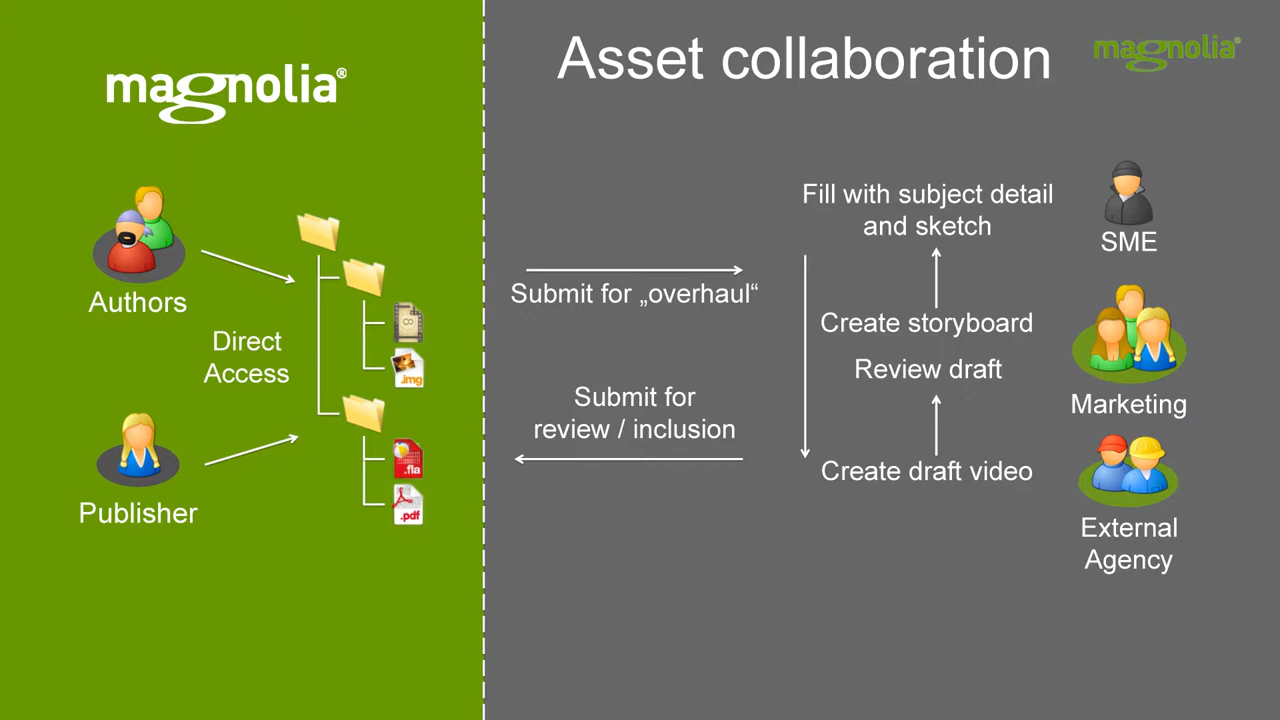 magnolia®
Authors
Direct
Access
Publisher
.img
.fla
.pdf
Asset collaboration
magnolia®
Submit for „overhaul“
Submit for
review / inclusion
Fill with subject detail
and sketch
Create storyboard
Review draft
Create draft video
SME
Marketing
External
Agency